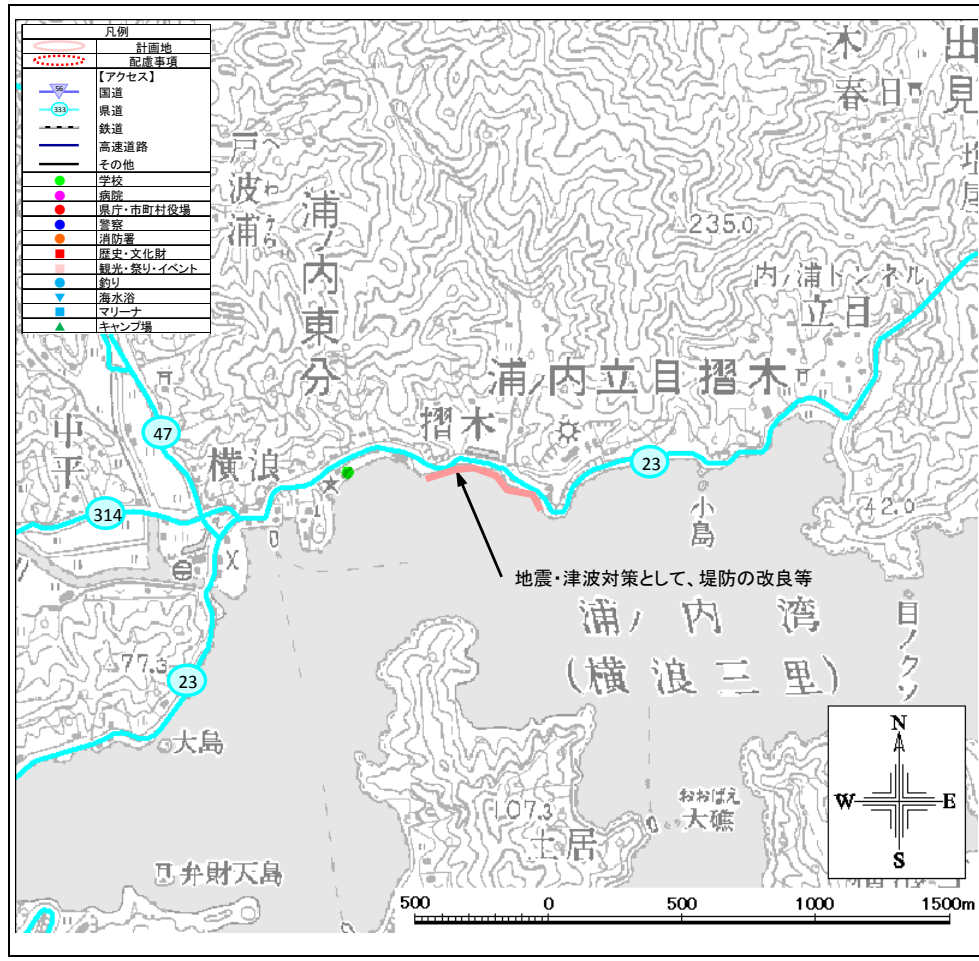 凡例
計画地
配慮事項
【アクセス】
56
国道
333
県道
鉄道
高速道路
その他
学校
病院
県庁・市町村役場
警察
消防署
歴史・文化財
観光・祭り・イベント
釣り
海水浴
マリーナ
キャンプ場
木
出見
春日
戸波浦
浦ノ内東分
235.0
内ノ浦トンネル
立目
浦ノ内立目摺木
摺木
中平
47
横浪
23
314
小島
42.0
地震・津波対策として、堤防の改良等
浦ノ内湾
(横浪三里)
目ノクソ
77.3
23
大島
107.3
土居
おおばえ
大礁
弁財天島
N
W
E
S
500
0
500
1000
1500m